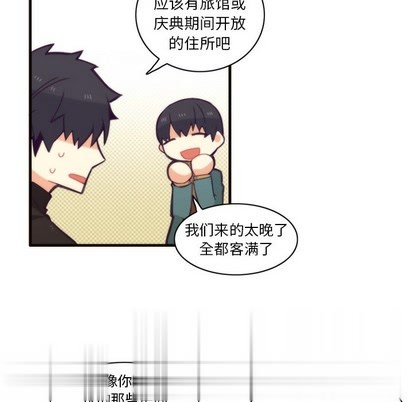 应该有旅馆或
庆典期间开放
的住所吧
我们来的太晚了
全都客满了
像你
那些